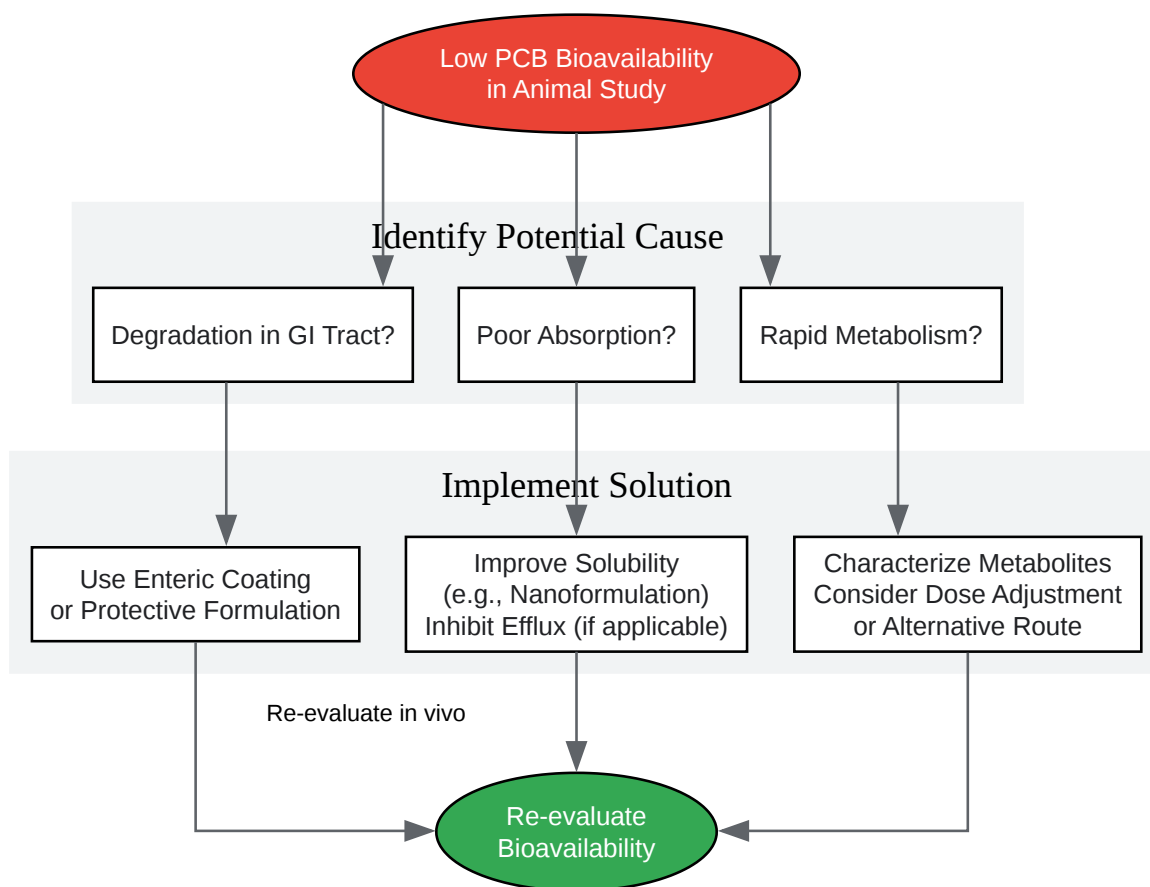 Low PCB Bioavailability
in Animal Study
Identify Potential Cause
Degradation in GI Tract?
Poor Absorption?
Rapid Metabolism?
Implement Solution
Use Enteric Coating
or Protective Formulation
Improve Solubility
(e.g., Nanoformulation)
Inhibit Efflux (if applicable)
Characterize Metabolites
Consider Dose Adjustment
or Alternative Route
Re-evaluate in vivo
Re-evaluate
Bioavailability